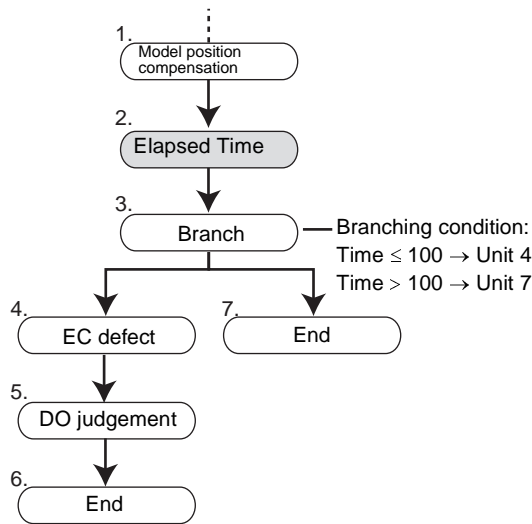 1.
Model position
compensation
2.
Elapsed Time
3.
Branch
Branching condition:
Time ≤ 100 → Unit 4
Time > 100 → Unit 7
4.
EC defect
7.
End
5.
DO judgement
6.
End